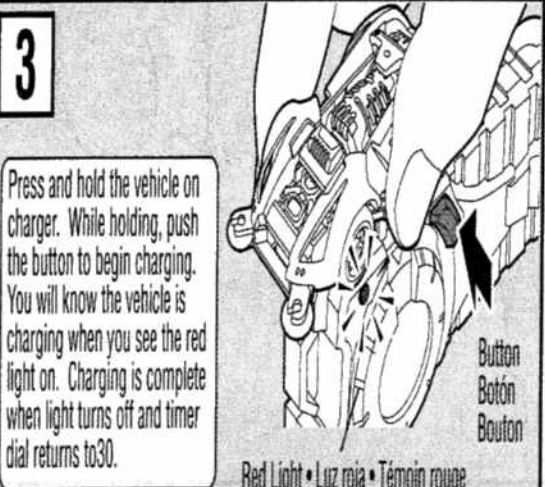 3
Press and hold the vehicle on
charger. While holding, push
the button to begin charging.
You will know the vehicle is
charging when you see the red
light on. Charging is complete
when light turns off and timer
dial returns to30.
Button
Botón
Bouton
Red Light • Luz roja • Témoin rouge